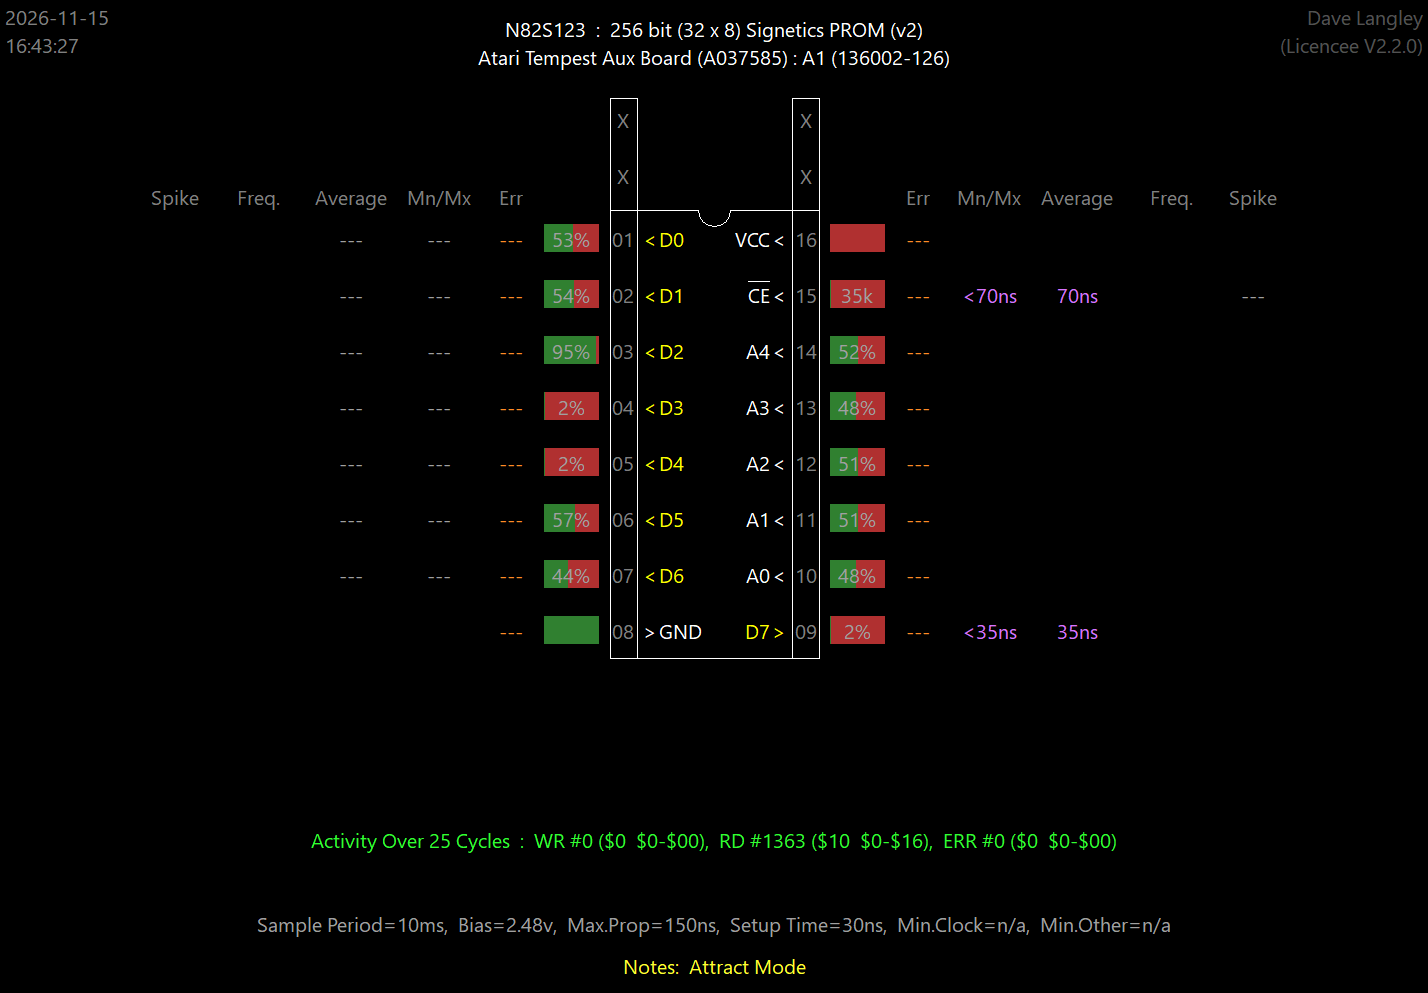 2026-11-15
16:43:27
N82S123 : 256 bit (32 x 8) Signetics PROM (v2)
Atari Tempest Aux Board (A037585) : A1 (136002-126)
Dave Langley
(Licencee V2.2.0)
X X
X X
Spike Freq. Average Mn/Mx Err Err Mn/Mx Average Freq. Spike
--- --- --- 53% 01 < D0 VCC < 16 ---
--- --- --- 54% 02 < D1 CE < 15 35k --- <70ns 70ns ---
--- --- --- 95% 03 < D2 A4 < 14 52% ---
--- --- --- 2% 04 < D3 A3 < 13 48% ---
--- --- --- 2% 05 < D4 A2 < 12 51% ---
--- --- --- 57% 06 < D5 A1 < 11 51% ---
--- --- --- 44% 07 < D6 A0 < 10 48% ---
--- 08 > GND D7 > 09 2% --- <35ns 35ns
Activity Over 25 Cycles : WR #0 ($0 $0-$00), RD #1363 ($10 $0-$16), ERR #0 ($0 $0-$00)
Sample Period=10ms, Bias=2.48v, Max.Prop=150ns, Setup Time=30ns, Min.Clock=n/a, Min.Other=n/a
Notes: Attract Mode